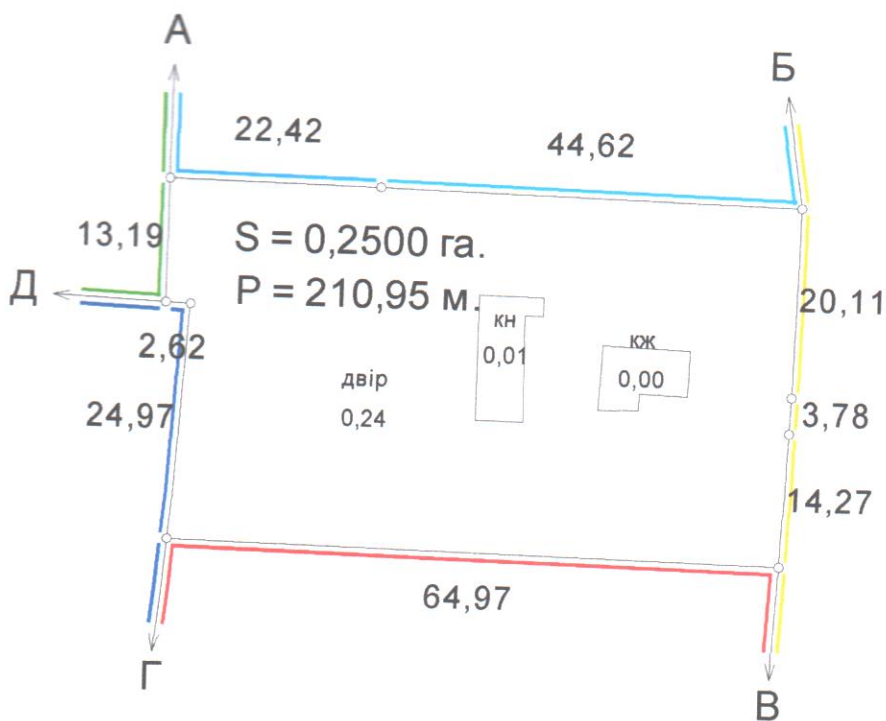 А
Б
22,42
44,62
13,19
S = 0,2500 га.
Д
P = 210,95 м.
20,11
кн
2,62
кж
0,01
двір
0,00
24,97
0,24
3,78
14,27
64,97
Г
В